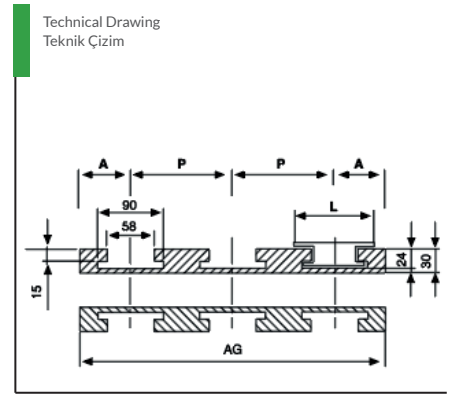 Technical Drawing
Teknik Çizim
A P P A
90 L
58
15 24 30
AG